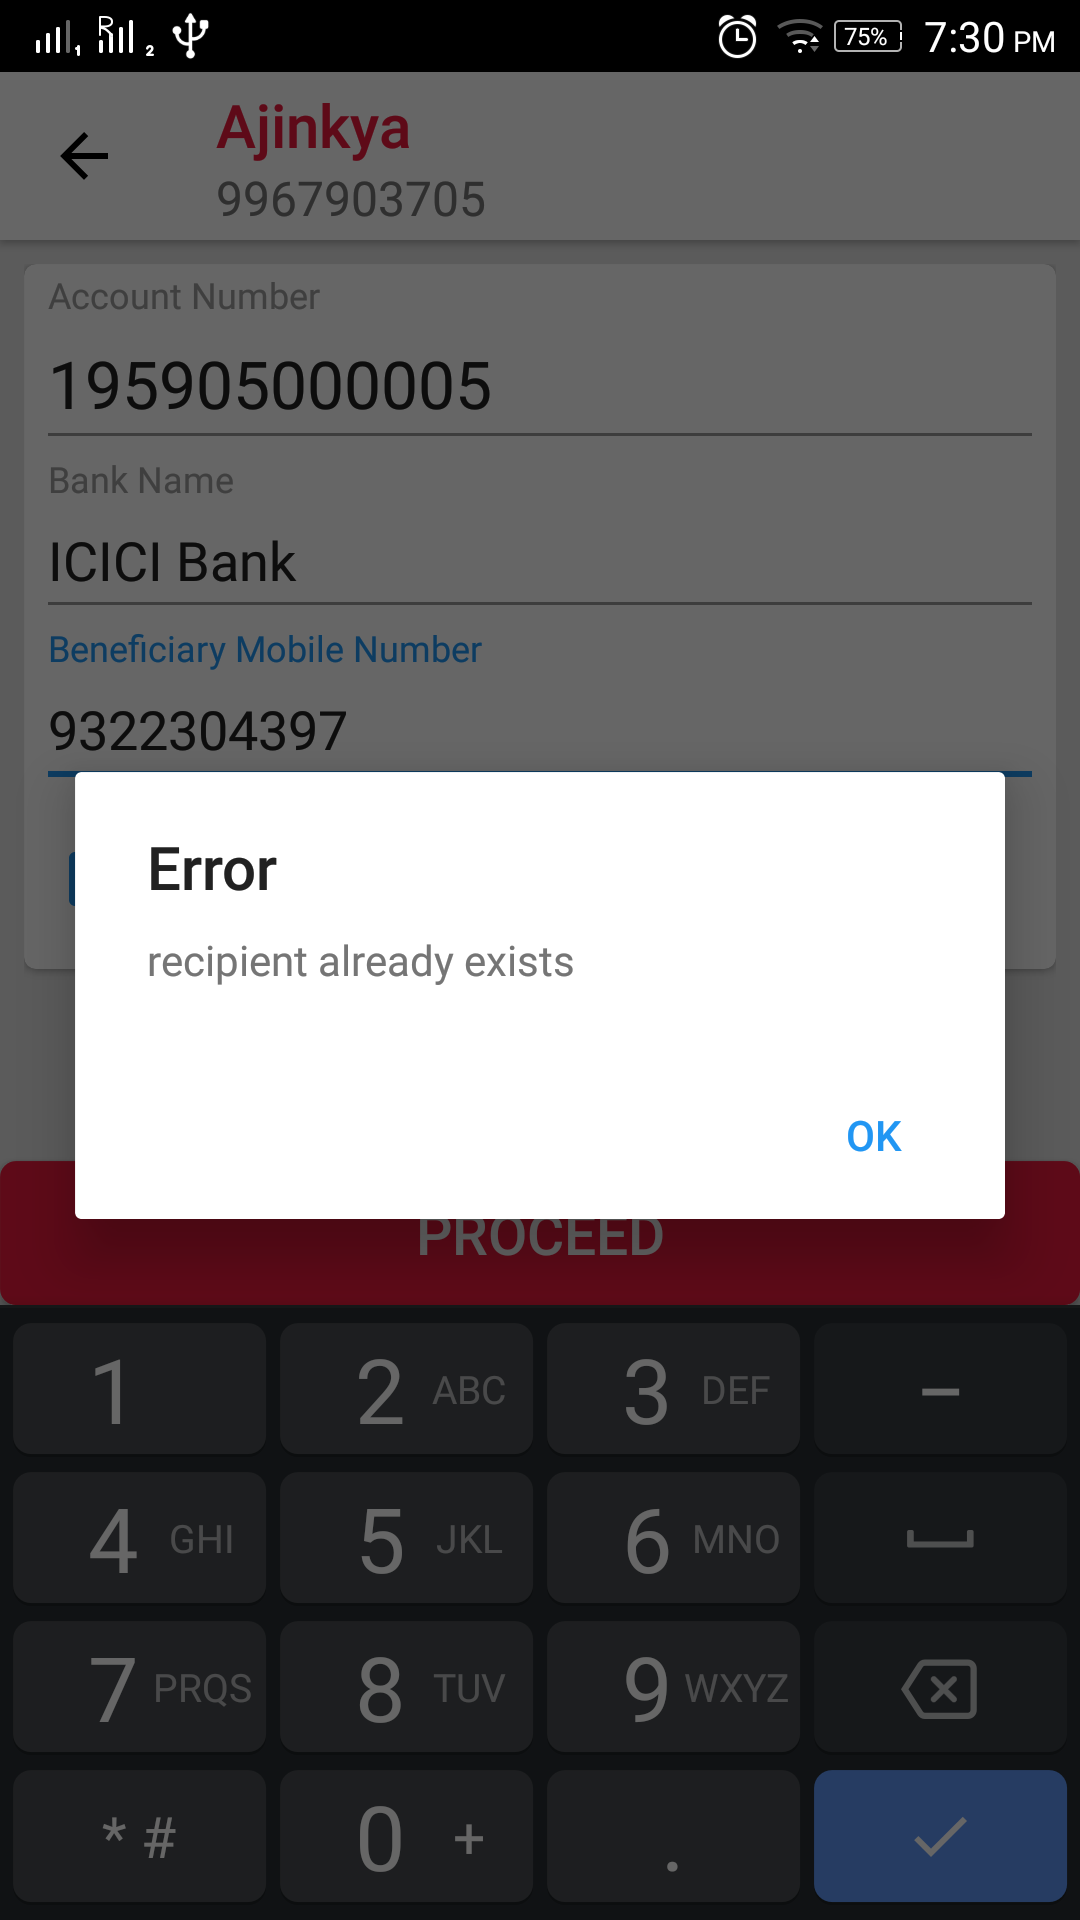 1 R 2 75% 7:30 PM
Ajinkya
9967903705
Account Number
195905000005
Bank Name
ICICI Bank
Beneficiary Mobile Number
9322304397
Error
recipient already exists
OK
PROCEED
1 2 ABC 3 DEF –
4 GHI 5 JKL 6 MNO
7 PRQS 8 TUV 9 WXYZ
* # 0 + .